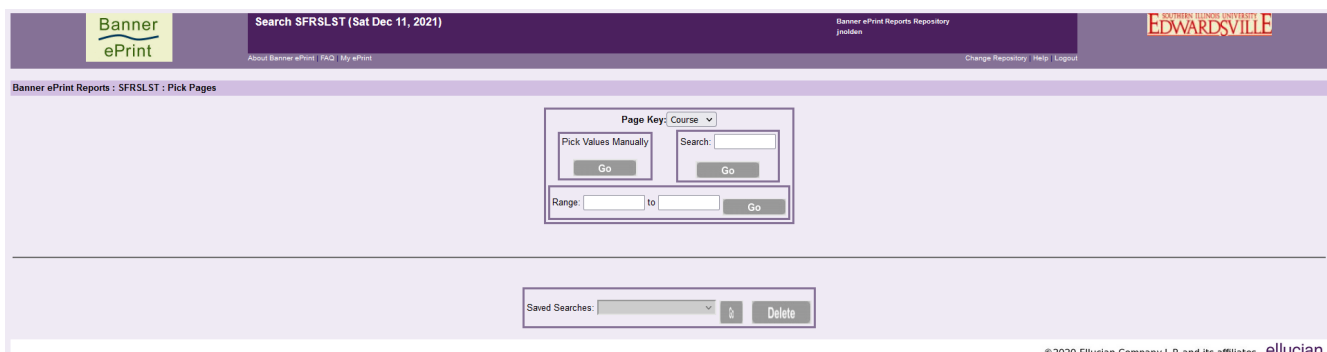 Banner
ePrint
Search SFRSLST (Sat Dec 11, 2021)
Banner ePrint Reports Repository
jnolden
SOUTHERN ILLINOIS UNIVERSITY
EDWARDSVILLE
About Banner ePrint | FAQ | My ePrint
Change Repository | Help | Logout
Banner ePrint Reports : SFRSLST : Pick Pages
Page Key: Course
Pick Values Manually
Go
Search:
Go
Range: to Go
Saved Searches: Delete
©2020 Ellucian Company L.P. and its affiliates. ellucian